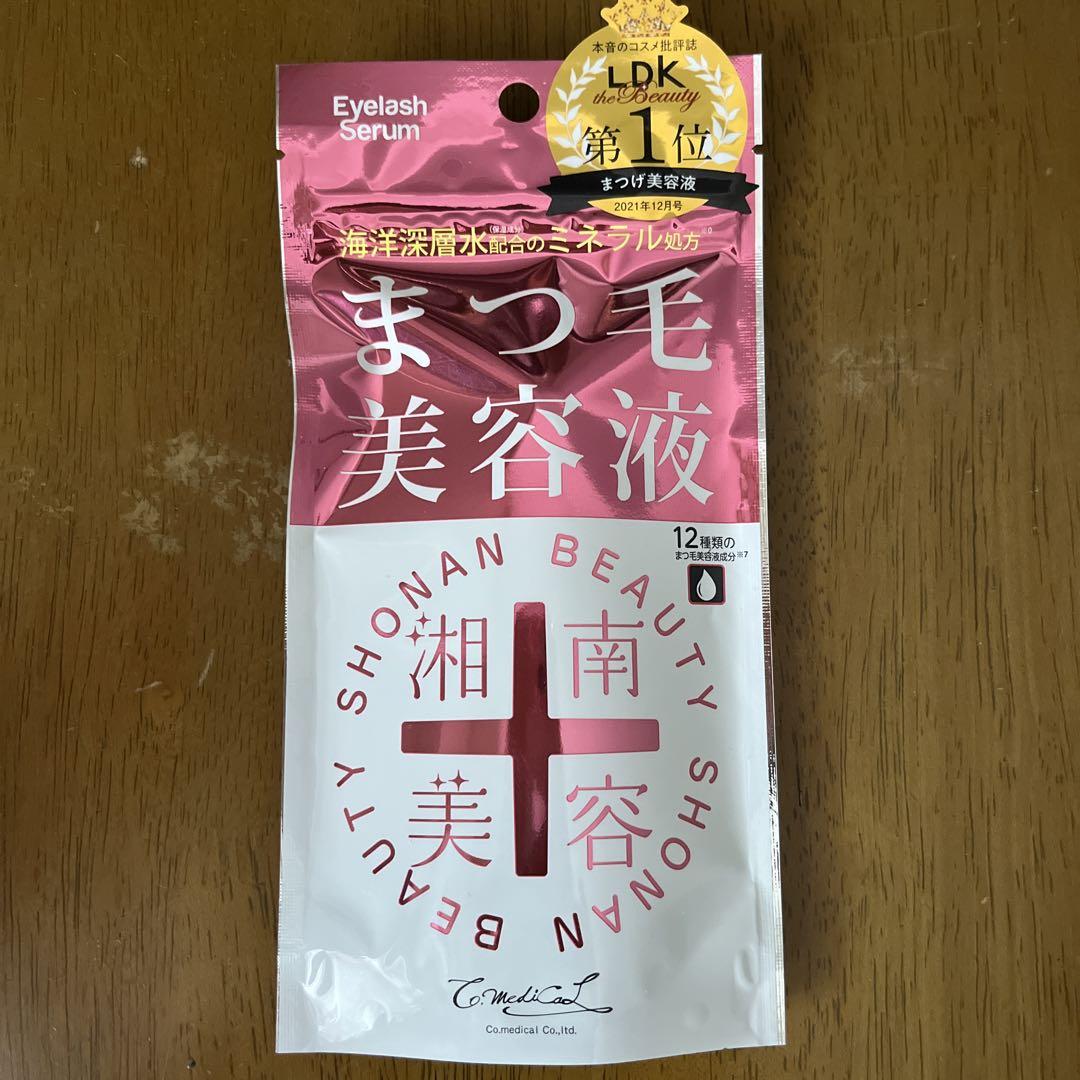 本音のコスメ批評誌
LDK
the Beauty
第1位
まつげ美容液
2021年12月号
Eyelash
Serum
(保湿成分)
海洋深層水配合のミネラル処方※0
まつ毛
美容液
12種類の
まつ毛美容液成分※7
SHONAN BEAUTY SHONAN BEAUTY
湘南
美容
Co.medical
Co.medical Co.,ltd.